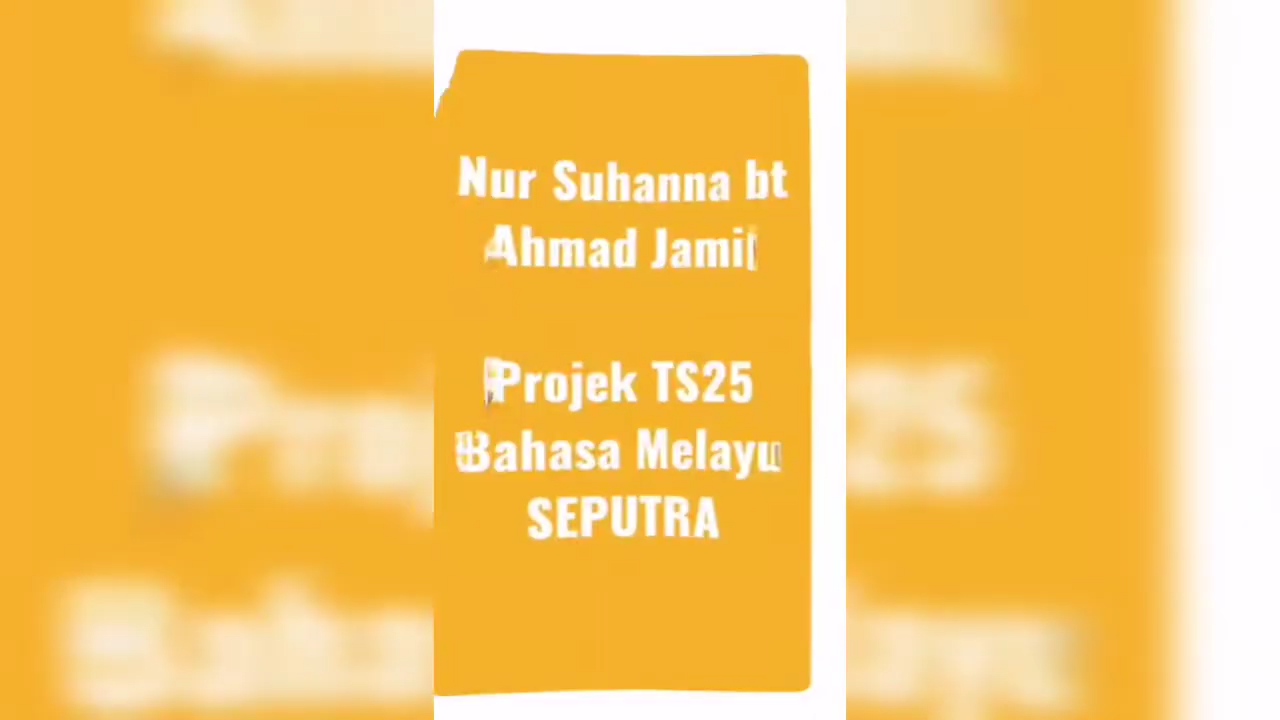 Nur Suhanna bt
Ahmad Jamil
Projek TS25
Bahasa Melayu
SEPUTRA